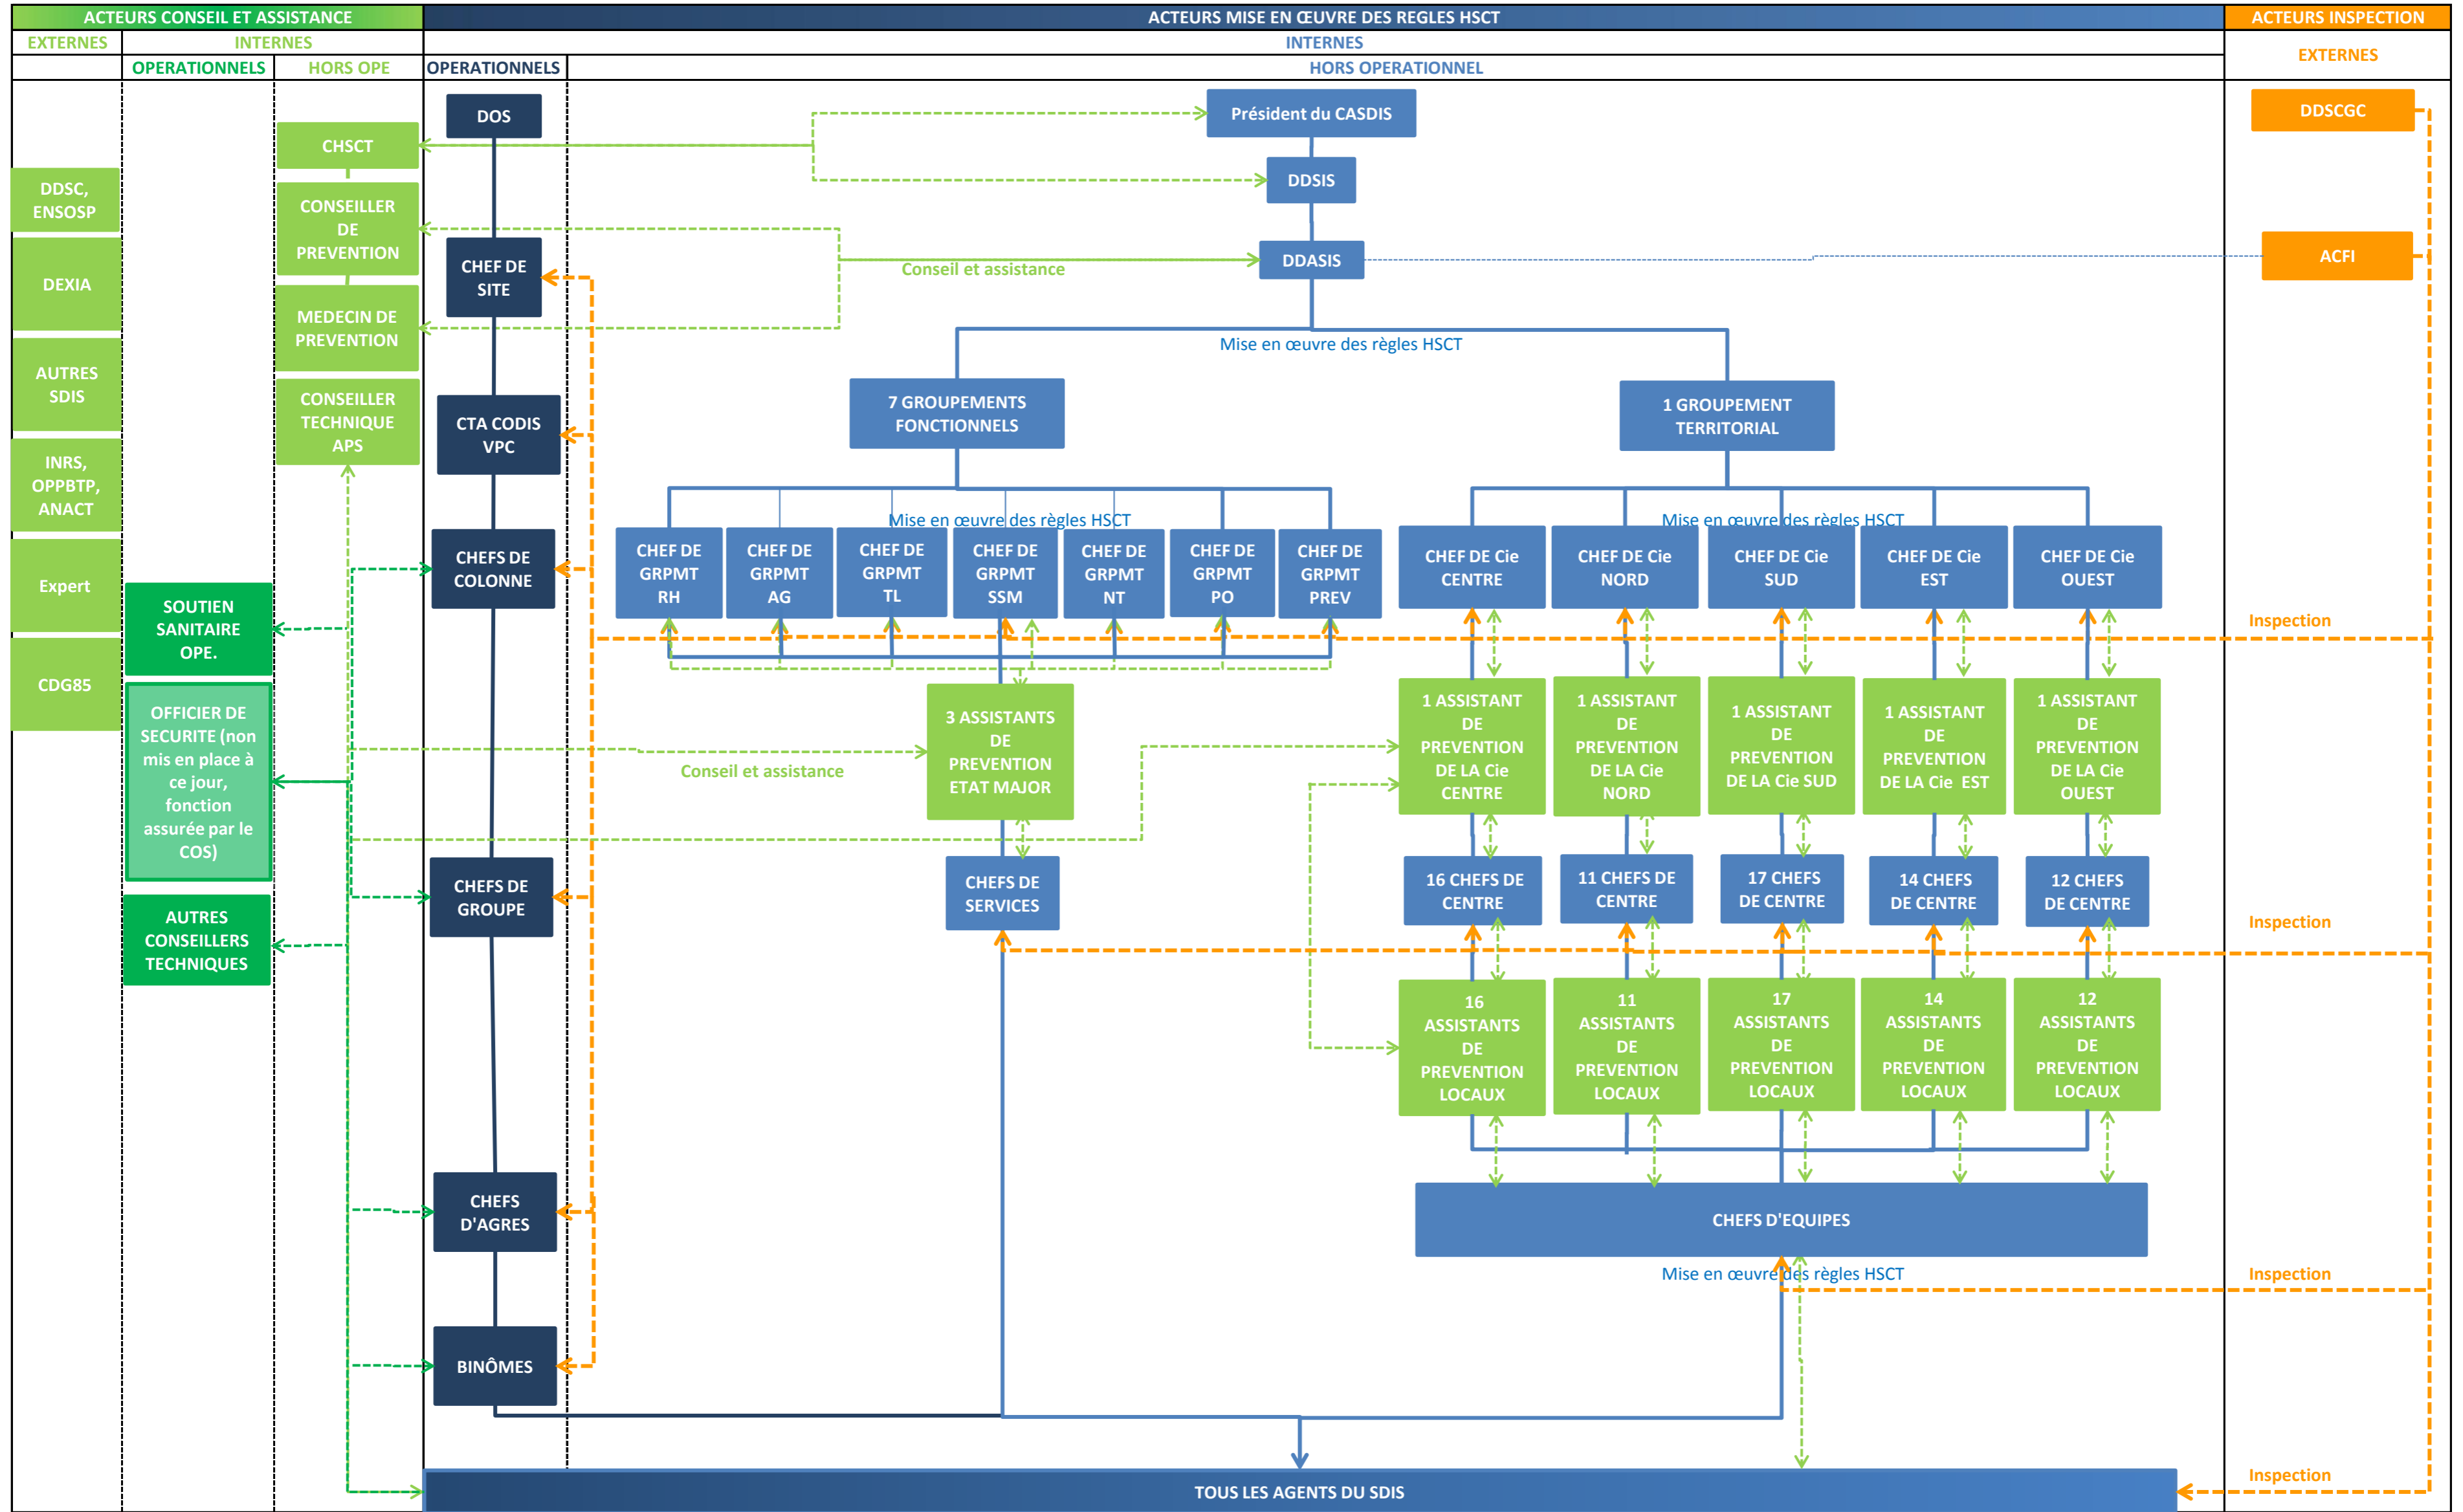 ACTEURS CONSEIL ET ASSISTANCE
ACTEURS MISE EN ŒUVRE DES REGLES HSCT
ACTEURS INSPECTION
EXTERNES
INTERNES
INTERNES
EXTERNES
OPERATIONNELS
HORS OPE
OPERATIONNELS
HORS OPERATIONNEL
DDSC,
ENSOSP
DEXIA
AUTRES
SDIS
INRS,
OPPBTP,
ANACT
Expert
CDG85
SOUTIEN
SANITAIRE
OPE.
OFFICIER DE
SECURITE (non
mis en place à
ce jour,
fonction
assurée par le
COS)
AUTRES
CONSEILLERS
TECHNIQUES
CHSCT
CONSEILLER
DE
PREVENTION
MEDECIN DE
PREVENTION
CONSEILLER
TECHNIQUE
APS
DOS
CHEF DE
SITE
CTA CODIS
VPC
CHEFS DE
COLONNE
CHEFS DE
GROUPE
CHEFS
D'AGRES
BINÔMES
Président du CASDIS
DDSIS
DDASIS
Conseil et assistance
Mise en œuvre des règles HSCT
7 GROUPEMENTS
FONCTIONNELS
1 GROUPEMENT
TERRITORIAL
Mise en œuvre des règles HSCT
Mise en œuvre des règles HSCT
CHEF DE
GRPMT
RH
CHEF DE
GRPMT
AG
CHEF DE
GRPMT
TL
CHEF DE
GRPMT
SSM
CHEF DE
GRPMT
NT
CHEF DE
GRPMT
PO
CHEF DE
GRPMT
PREV
CHEF DE Cie
CENTRE
CHEF DE Cie
NORD
CHEF DE Cie
SUD
CHEF DE Cie
EST
CHEF DE Cie
OUEST
3 ASSISTANTS
DE
PREVENTION
ETAT MAJOR
Conseil et assistance
1 ASSISTANT
DE
PREVENTION
DE LA Cie
CENTRE
1 ASSISTANT
DE
PREVENTION
DE LA Cie
NORD
1 ASSISTANT
DE
PREVENTION
DE LA Cie SUD
1 ASSISTANT
DE
PREVENTION
DE LA Cie EST
1 ASSISTANT
DE
PREVENTION
DE LA Cie
OUEST
CHEFS DE
SERVICES
16 CHEFS DE
CENTRE
11 CHEFS DE
CENTRE
17 CHEFS
DE CENTRE
14 CHEFS
DE CENTRE
12 CHEFS
DE CENTRE
16
ASSISTANTS
DE
PREVENTION
LOCAUX
11
ASSISTANTS
DE
PREVENTION
LOCAUX
17
ASSISTANTS
DE
PREVENTION
LOCAUX
14
ASSISTANTS
DE
PREVENTION
LOCAUX
12
ASSISTANTS
DE
PREVENTION
LOCAUX
CHEFS D'EQUIPES
Mise en œuvre des règles HSCT
TOUS LES AGENTS DU SDIS
DDSCGC
ACFI
Inspection
Inspection
Inspection
Inspection